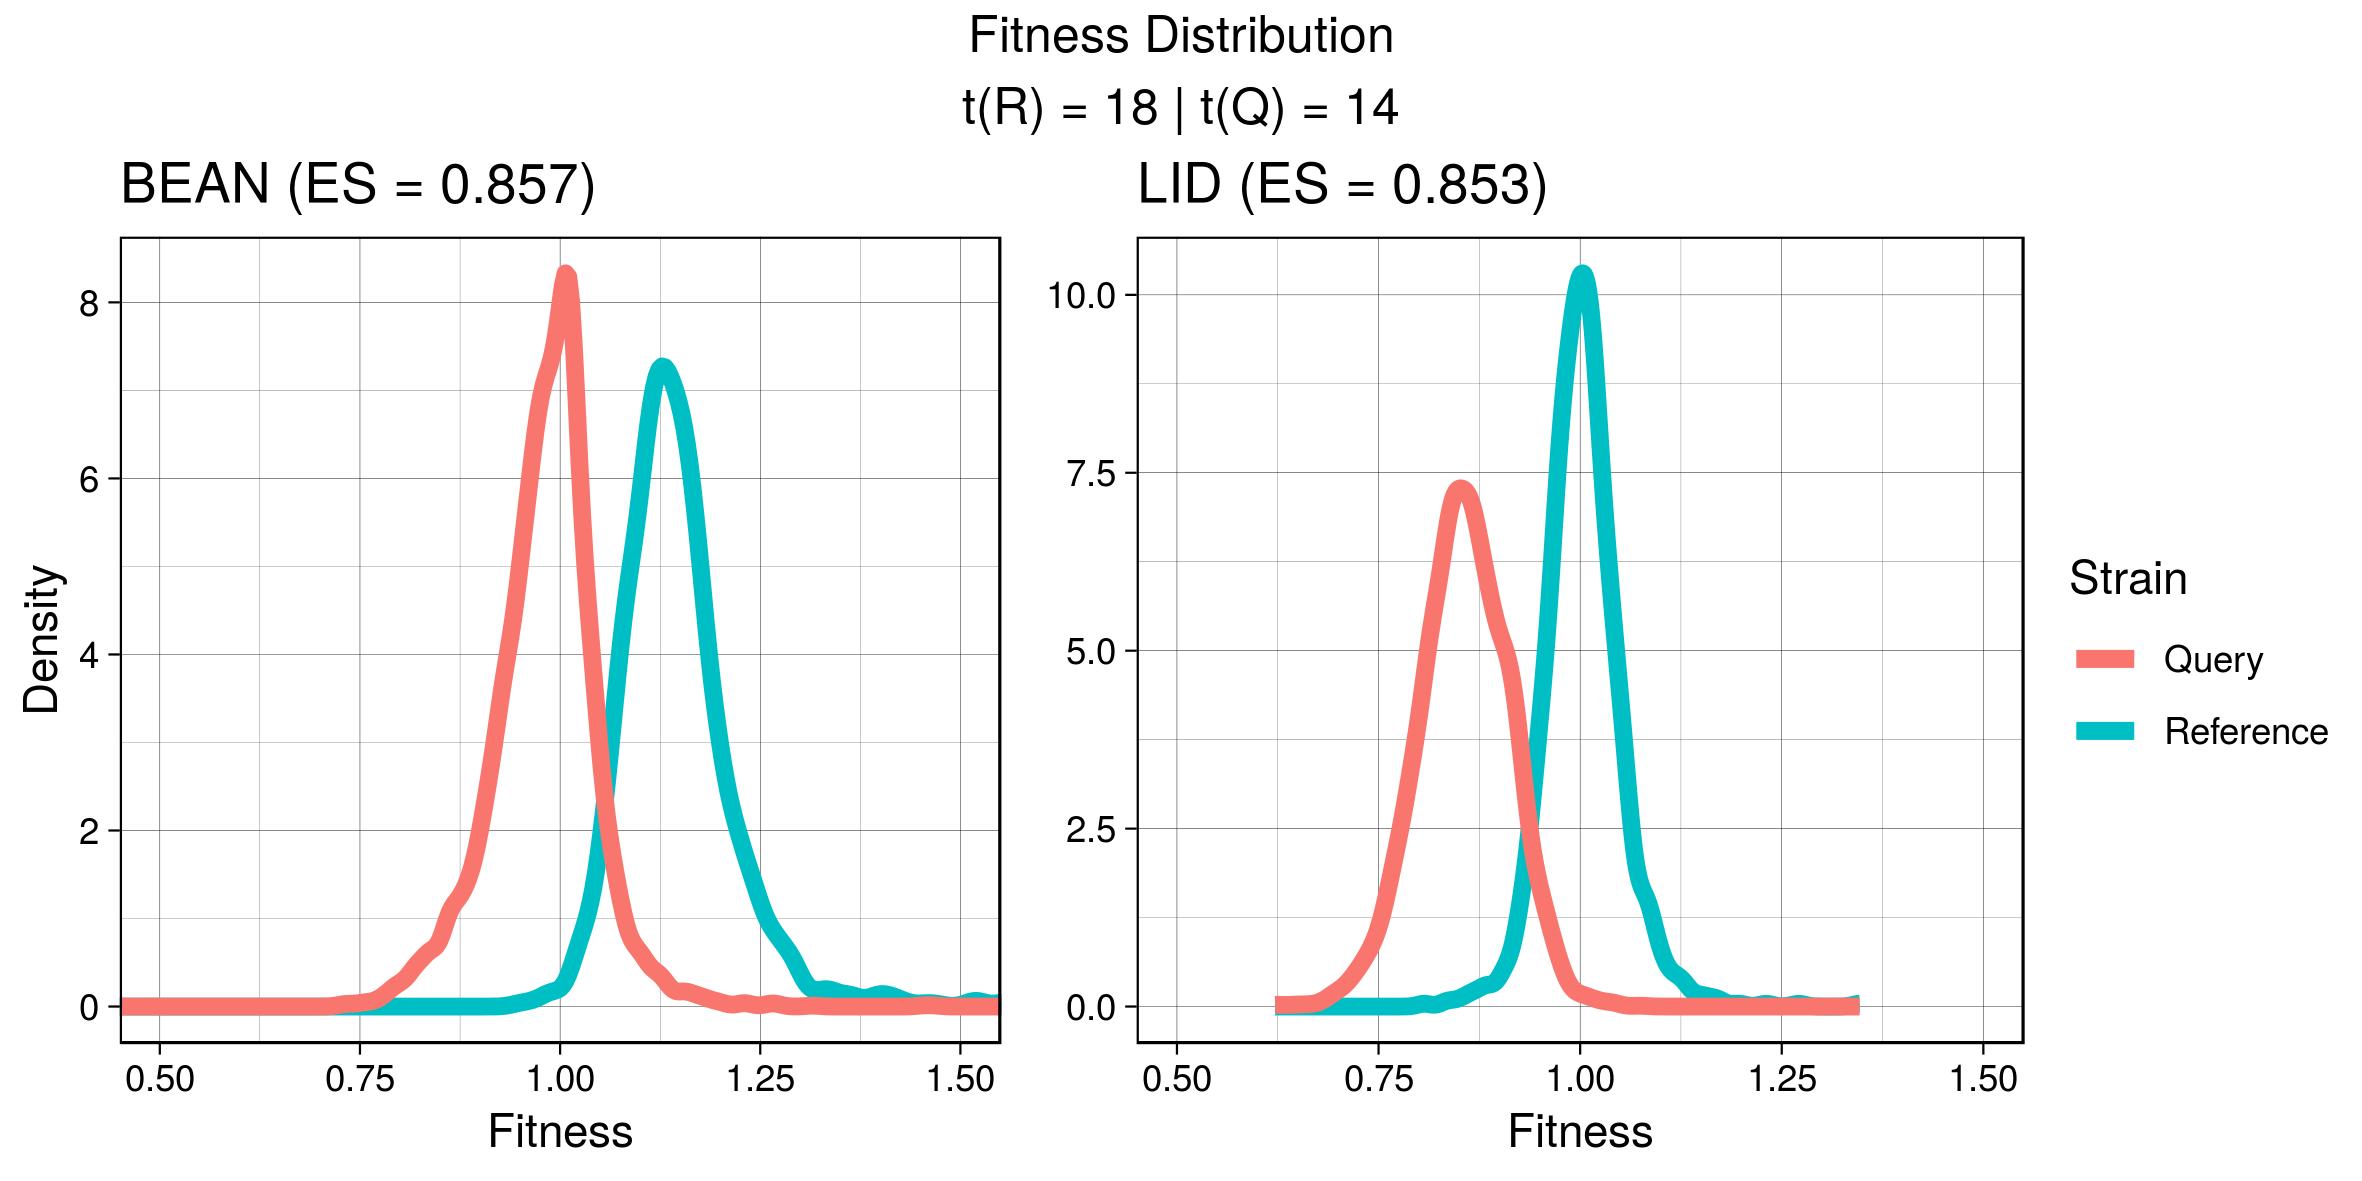 Fitness Distribution
t(R) = 18 | t(Q) = 14
BEAN (ES = 0.857)
LID (ES = 0.853)
Density
8
6
4
2
0
0.50 0.75 1.00 1.25 1.50
Fitness
10.0
7.5
5.0
2.5
0.0
0.50 0.75 1.00 1.25 1.50
Fitness
Strain
Query
Reference